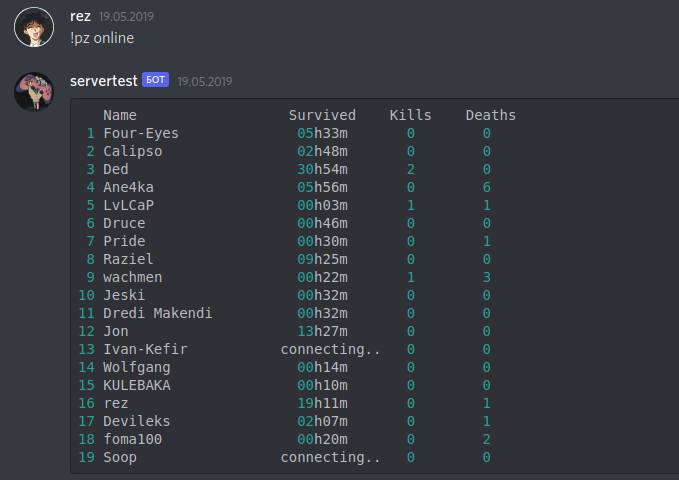 rez 19.05.2019
!pz online
servertest БОТ 19.05.2019
Name Survived Kills Deaths
1 Four-Eyes 05h33m 0 0
2 Calipso 02h48m 0 0
3 Ded 30h54m 2 0
4 Ane4ka 05h56m 0 6
5 LvLCaP 00h03m 1 1
6 Druce 00h46m 0 0
7 Pride 00h30m 0 1
8 Raziel 09h25m 0 0
9 wachmen 00h22m 1 3
10 Jeski 00h32m 0 0
11 Dredi Makendi 00h32m 0 0
12 Jon 13h27m 0 0
13 Ivan-Kefir connecting.. 0 0
14 Wolfgang 00h14m 0 0
15 KULEBAKA 00h10m 0 0
16 rez 19h11m 0 1
17 Devileks 02h07m 0 1
18 foma100 00h20m 0 2
19 Soop connecting.. 0 0